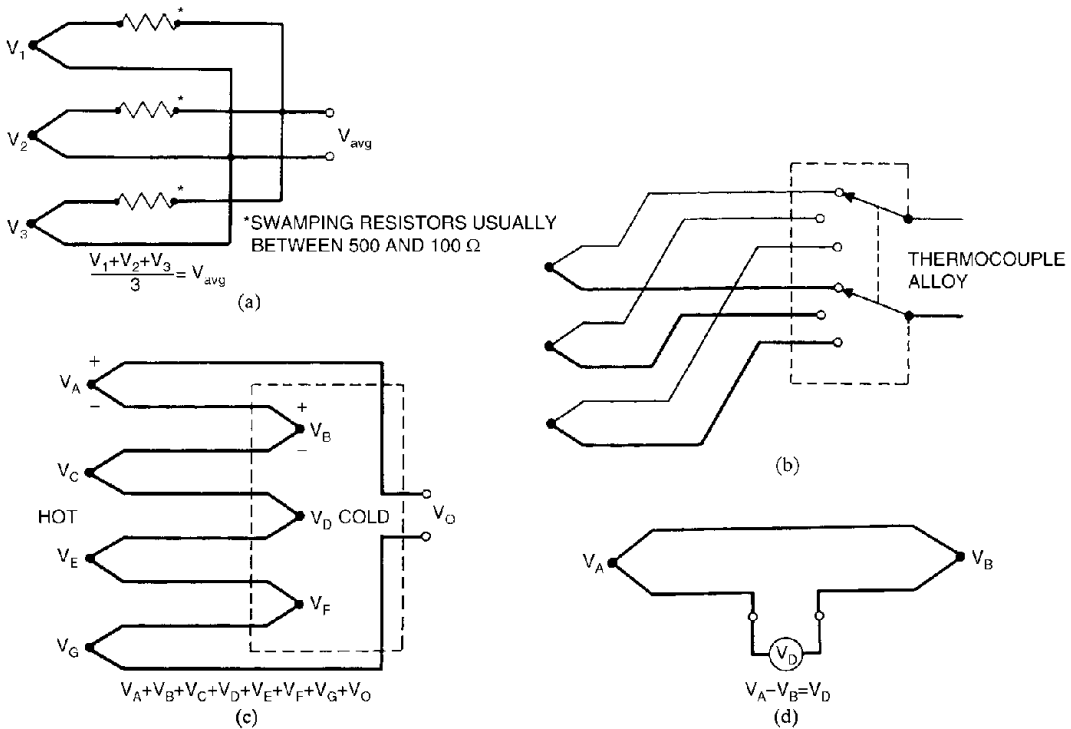 V1
*
V2
*
Vavg
V3
*
*SWAMPING RESISTORS USUALLY
BETWEEN 500 AND 100 Ω
V1+V2+V3
3
= Vavg
(a)
THERMOCOUPLE
ALLOY
(b)
+
VA
−
+
VB
−
VC
HOT
VD
COLD
VO
VE
VF
VG
VA+VB+VC+VD+VE+VF+VG+VO
(c)
VA
VB
VD
VA−VB=VD
(d)